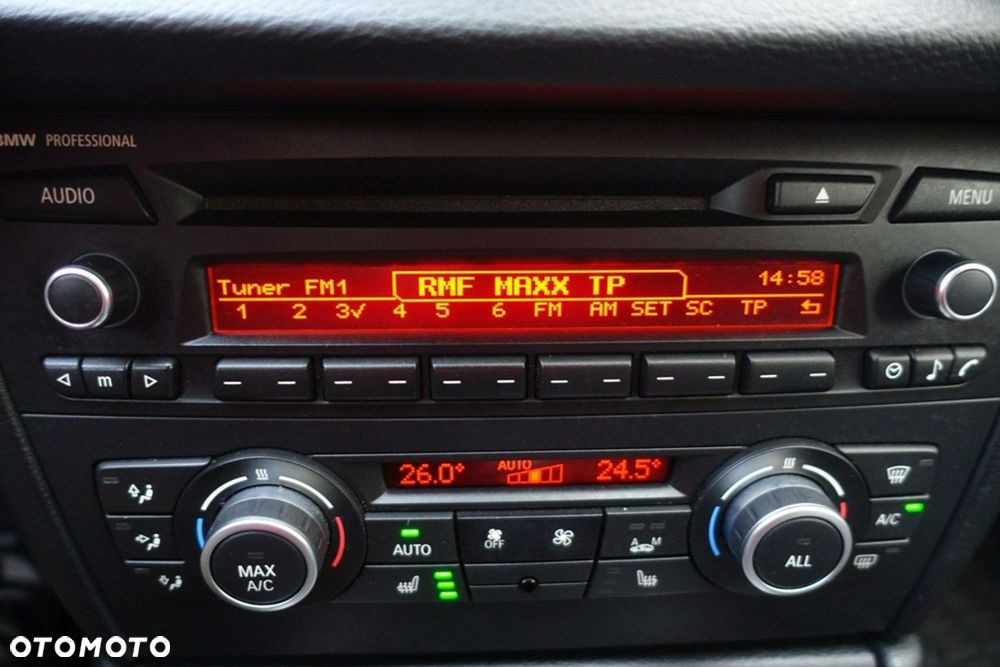 BMW PROFESSIONAL
AUDIO
MENU
Tuner FM1 RMF MAXX TP 14:58
1 2 3✓ 4 5 6 FM AM SET SC TP
m
26.0° AUTO 24.5°
AUTO
OFF
A M
A/C
MAX
A/C
ALL
OTOMOTO